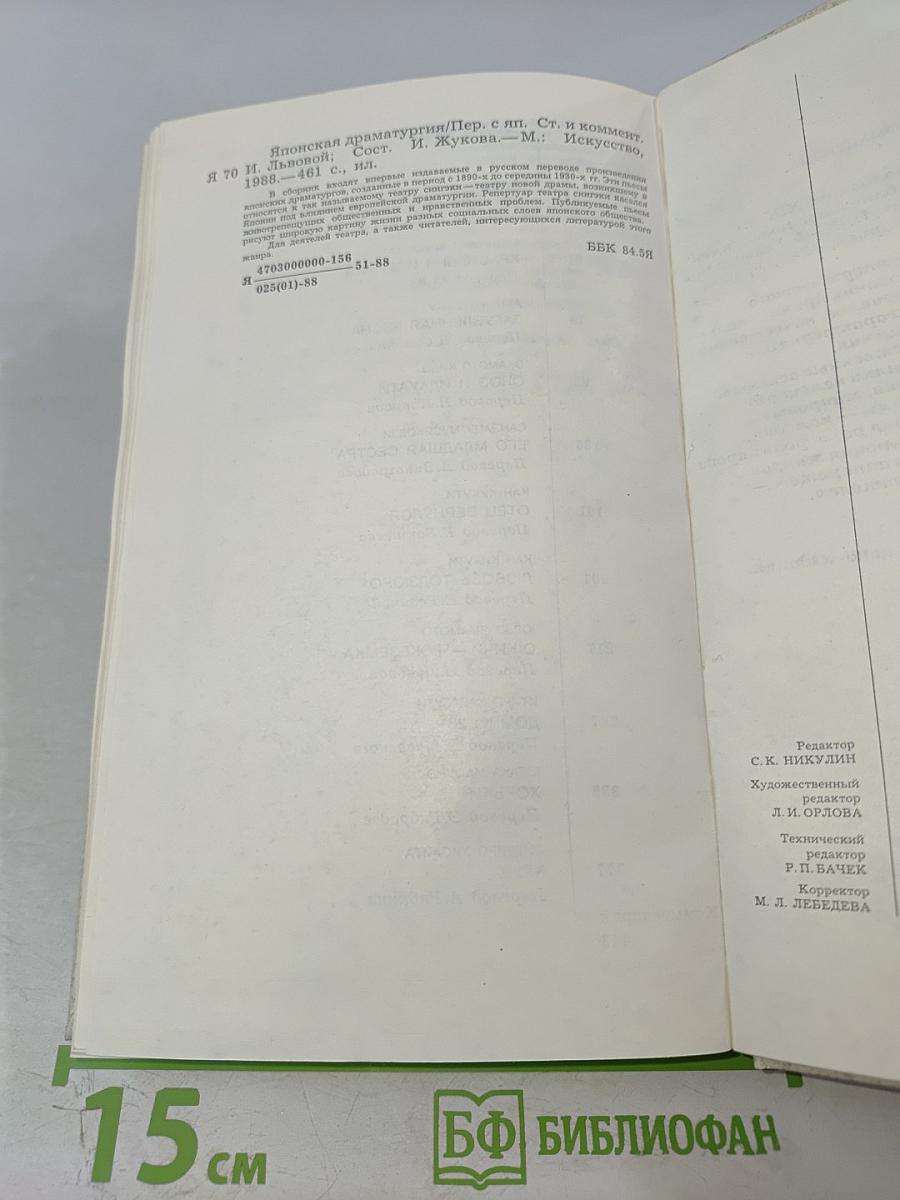 Японская драматургия/Пер. с яп. Ст. и коммент.
Я 70 И. Львовой; Сост. И. Жукова.— М.: Искусство,
1988.—461 с., ил.
В сборник входят впервые издаваемые в русском переводе произведения
японских драматургов, созданные в период с 1890-х до середины 1930-х гг. Эти пьесы
относятся к так называемому театру сингэки—театру новой драмы, возникшему в
Японии под влиянием европейской драматургии. Репертуар театра сингэки касался
животрепещущих общественных и нравственных проблем. Публикуемые пьесы
рисуют широкую картину жизни разных социальных слоев японского общества.
Для деятелей театра, а также читателей, интересующихся литературой этого
жанра.
Я 4703000000-156 51-88
025(01)-88
ББК 84.5Я
Редактор
С. К. НИКУЛИН
Художественный
редактор
Л. И. ОРЛОВА
Технический
редактор
Р. П. БАЧЕК
Корректор
М. Л. ЛЕБЕДЕВА
15 см
БФ БИБЛИОФАН